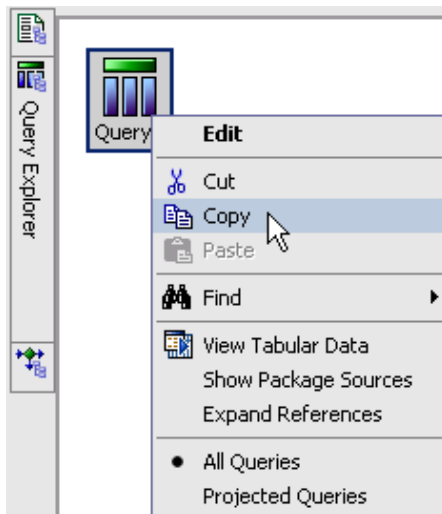 Query Explorer
Query
Edit
Cut
Copy
Paste
Find
View Tabular Data
Show Package Sources
Expand References
All Queries
Projected Queries